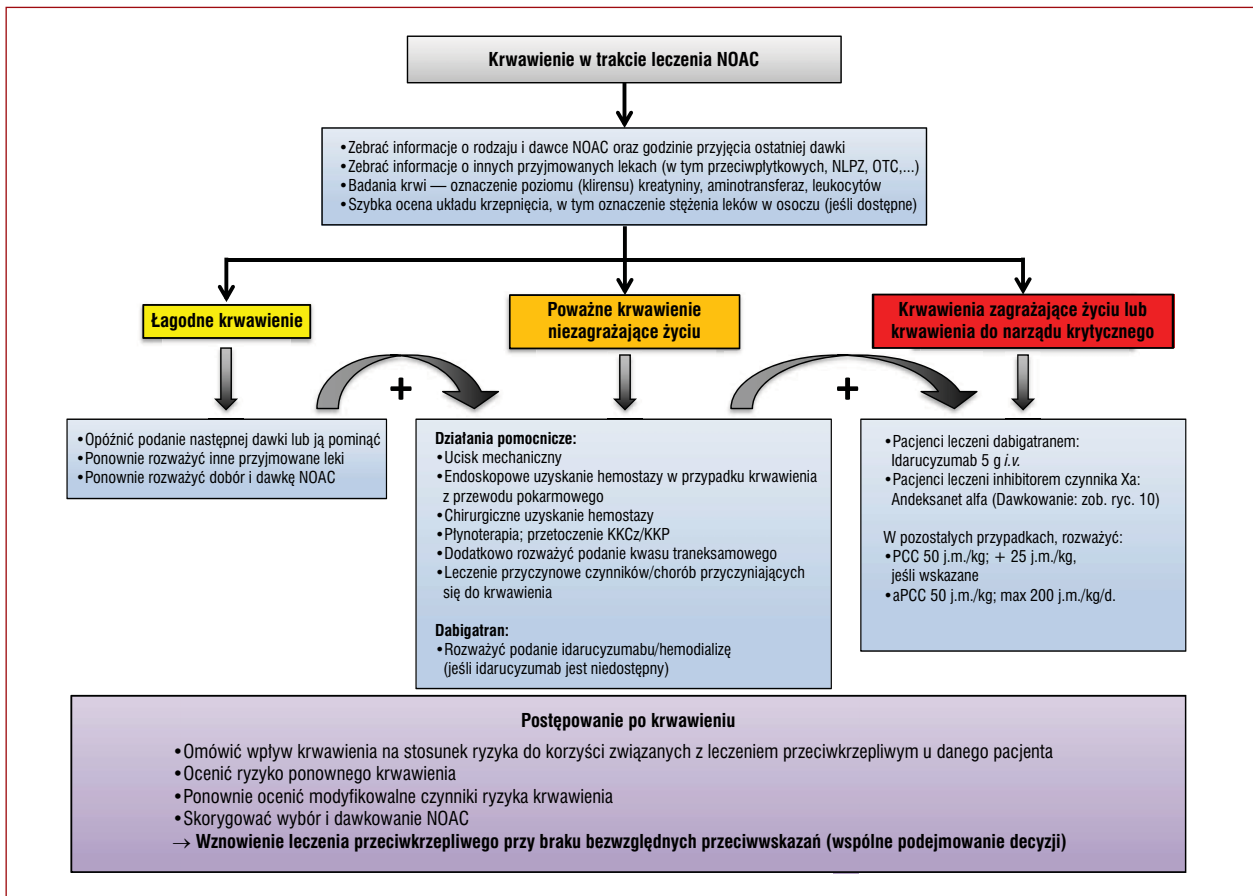 Krwawienie w trakcie leczenia NOAC
•Zebrać informacje o rodzaju i dawce NOAC oraz godzinie przyjęcia ostatniej dawki
•Zebrać informacje o innych przyjmowanych lekach (w tym przeciwpłytkowych, NLPZ, OTC,...)
•Badania krwi — oznaczenie poziomu (klirensu) kreatyniny, aminotransferaz, leukocytów
•Szybka ocena układu krzepnięcia, w tym oznaczenie stężenia leków w osoczu (jeśli dostępne)
Łagodne krwawienie
Poważne krwawienie
niezagrażające życiu
Krwawienia zagrażające życiu lub
krwawienia do narządu krytycznego
+
+
•Opóźnić podanie następnej dawki lub ją pominąć
•Ponownie rozważyć inne przyjmowane leki
•Ponownie rozważyć dobór i dawkę NOAC
Działania pomocnicze:
•Ucisk mechaniczny
•Endoskopowe uzyskanie hemostazy w przypadku krwawienia
z przewodu pokarmowego
•Chirurgiczne uzyskanie hemostazy
•Płynoterapia; przetoczenie KKCz/KKP
•Dodatkowo rozważyć podanie kwasu traneksamowego
•Leczenie przyczynowe czynników/chorób przyczyniających
się do krwawienia
Dabigatran:
•Rozważyć podanie idarucyzumabu/hemodializę
(jeśli idarucyzumab jest niedostępny)
•Pacjenci leczeni dabigatranem:
Idarucyzumab 5 g i.v.
•Pacjenci leczeni inhibitorem czynnika Xa:
Andeksanet alfa (Dawkowanie: zob. ryc. 10)
W pozostałych przypadkach, rozważyć:
•PCC 50 j.m./kg; + 25 j.m./kg,
jeśli wskazane
•aPCC 50 j.m./kg; max 200 j.m./kg/d.
Postępowanie po krwawieniu
•Omówić wpływ krwawienia na stosunek ryzyka do korzyści związanych z leczeniem przeciwkrzepliwym u danego pacjenta
•Ocenić ryzyko ponownego krwawienia
•Ponownie ocenić modyfikowalne czynniki ryzyka krwawienia
•Skorygować wybór i dawkowanie NOAC
→ Wznowienie leczenia przeciwkrzepliwego przy braku bezwzględnych przeciwwskazań (wspólne podejmowanie decyzji)